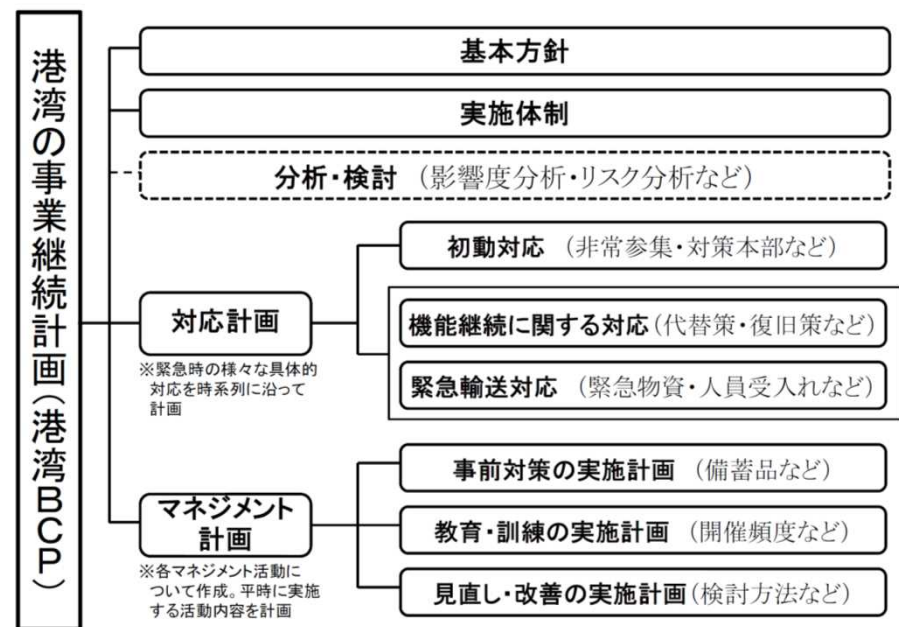 港湾の事業継続計画(港湾BCP)
基本方針
実施体制
分析・検討 (影響度分析・リスク分析など)
対応計画
※緊急時の様々な具体的
対応を時系列に沿って
計画
初動対応 (非常参集・対策本部など)
機能継続に関する対応(代替策・復旧策など)
緊急輸送対応 (緊急物資・人員受入れなど)
マネジメント
計画
※各マネジメント活動に
ついて作成。平時に実施
する活動内容を計画
事前対策の実施計画 (備蓄品など)
教育・訓練の実施計画 (開催頻度など)
見直し・改善の実施計画(検討方法など)